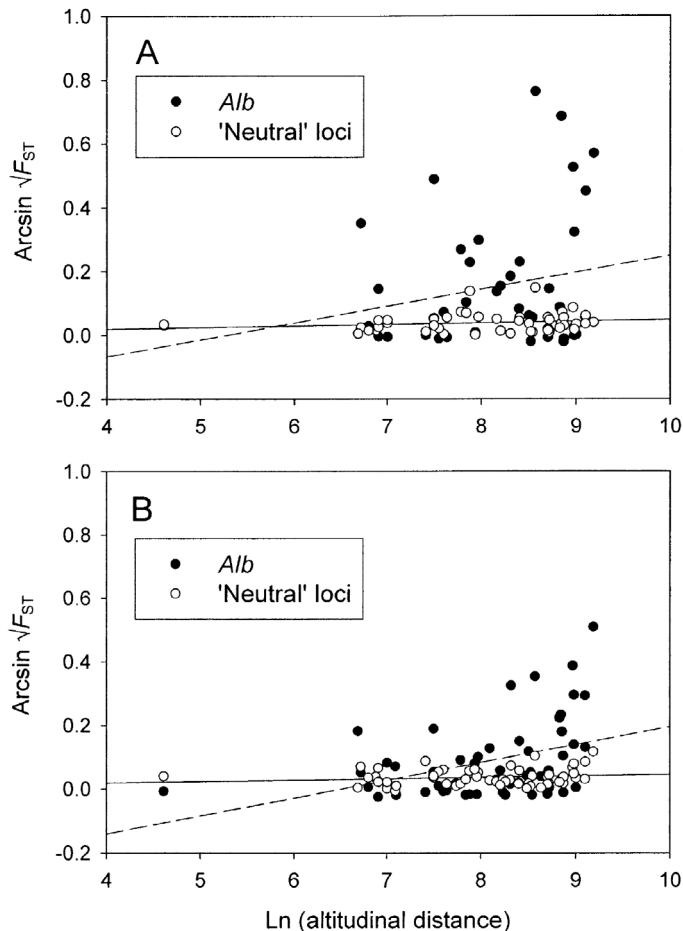 1.0
A
0.8
Alb
'Neutral' loci
0.6
Arcsin √FST
0.4
0.2
0.0
-0.2
4 5 6 7 8 9 10
1.0
B
0.8
Alb
'Neutral' loci
0.6
Arcsin √FST
0.4
0.2
0.0
-0.2
4 5 6 7 8 9 10
Ln (altitudinal distance)